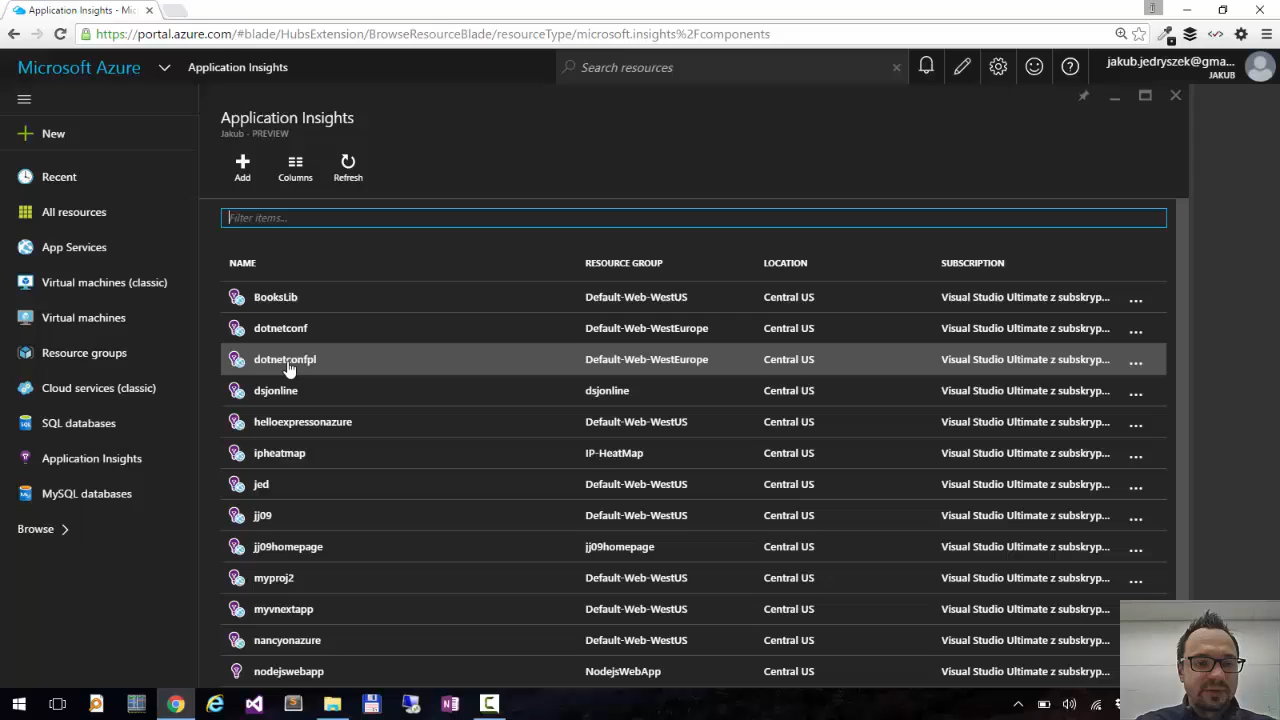 Application Insights - Mic
https://portal.azure.com/#blade/HubsExtension/BrowseResourceBlade/resourceType/microsoft.insights%2Fcomponents
Microsoft Azure
Application Insights
Search resources
jakub.jedryszek@gma...
JAKUB
Application Insights
Jakub - PREVIEW
New
Add
Columns
Refresh
Recent
All resources
App Services
Virtual machines (classic)
Virtual machines
Resource groups
Cloud services (classic)
SQL databases
Application Insights
MySQL databases
Browse
Filter items...
NAME RESOURCE GROUP LOCATION SUBSCRIPTION
BooksLib Default-Web-WestUS Central US Visual Studio Ultimate z subskryp... ...
dotnetconf Default-Web-WestEurope Central US Visual Studio Ultimate z subskryp... ...
dotnetconfpl Default-Web-WestEurope Central US Visual Studio Ultimate z subskryp... ...
dsjonline dsjonline Central US Visual Studio Ultimate z subskryp... ...
helloexpressonazure Default-Web-WestUS Central US Visual Studio Ultimate z subskryp... ...
ipheatmap IP-HeatMap Central US Visual Studio Ultimate z subskryp... ...
jed Default-Web-WestUS Central US Visual Studio Ultimate z subskryp... ...
jj09 Default-Web-WestUS Central US Visual Studio Ultimate z subskryp... ...
jj09homepage jj09homepage Central US Visual Studio Ultimate z subskryp... ...
myproj2 Default-Web-WestUS Central US Visual Studio Ultimate z subskryp... ...
myvnextapp Default-Web-WestUS Central US Visual Studio Ultimate z subskryp...
nancyonazure Default-Web-WestUS Central US Visual Studio Ultimate z subskryp...
nodejswebapp NodejsWebApp Central US Visual Studio Ultimate z subskryp...